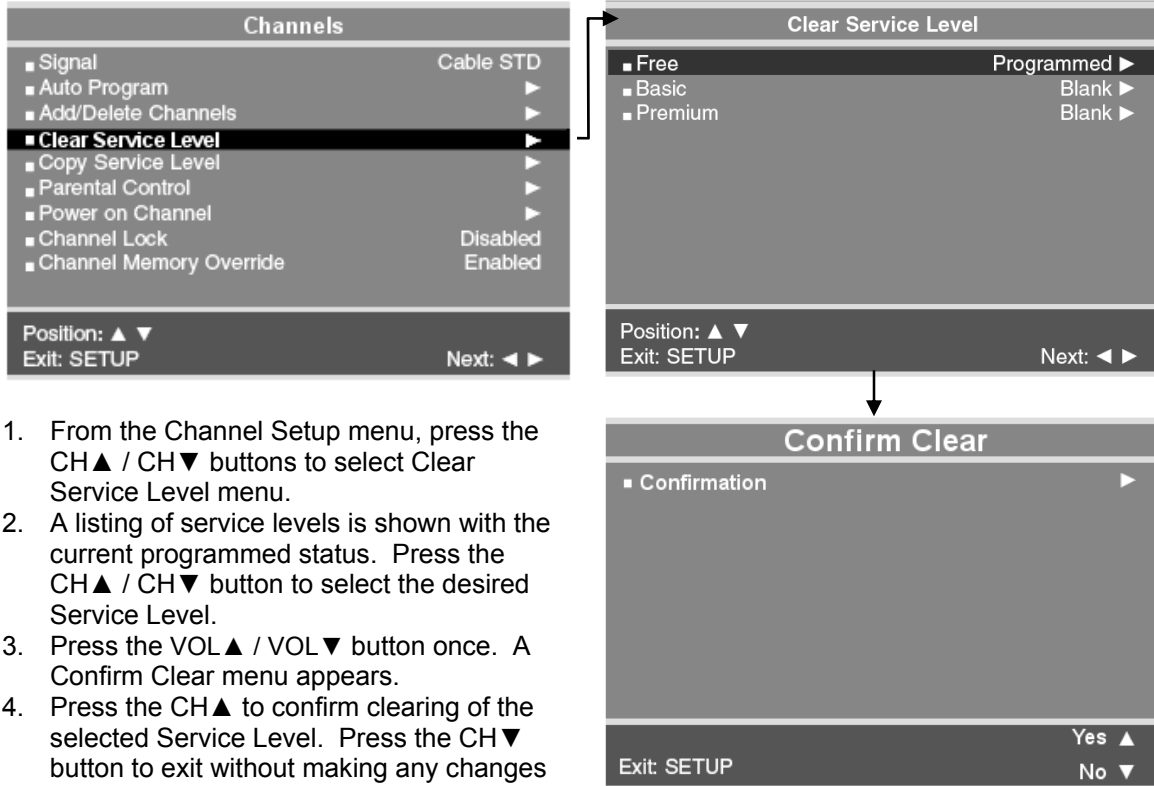 Channels
■ Signal Cable STD
■ Auto Program ►
■ Add/Delete Channels ►
■ Clear Service Level ►
■ Copy Service Level ►
■ Parental Control ►
■ Power on Channel ►
■ Channel Lock Disabled
■ Channel Memory Override Enabled
Position: ▲ ▼
Exit: SETUP Next: ◄ ►
Clear Service Level
■ Free Programmed ►
■ Basic Blank ►
■ Premium Blank ►
Position: ▲ ▼
Exit: SETUP Next: ◄ ►
1. From the Channel Setup menu, press the
CH▲ / CH▼ buttons to select Clear
Service Level menu.
2. A listing of service levels is shown with the
current programmed status. Press the
CH▲ / CH▼ button to select the desired
Service Level.
3. Press the VOL▲ / VOL▼ button once. A
Confirm Clear menu appears.
4. Press the CH▲ to confirm clearing of the
selected Service Level. Press the CH▼
button to exit without making any changes
Confirm Clear
■ Confirmation ►
Yes ▲
Exit: SETUP
No ▼